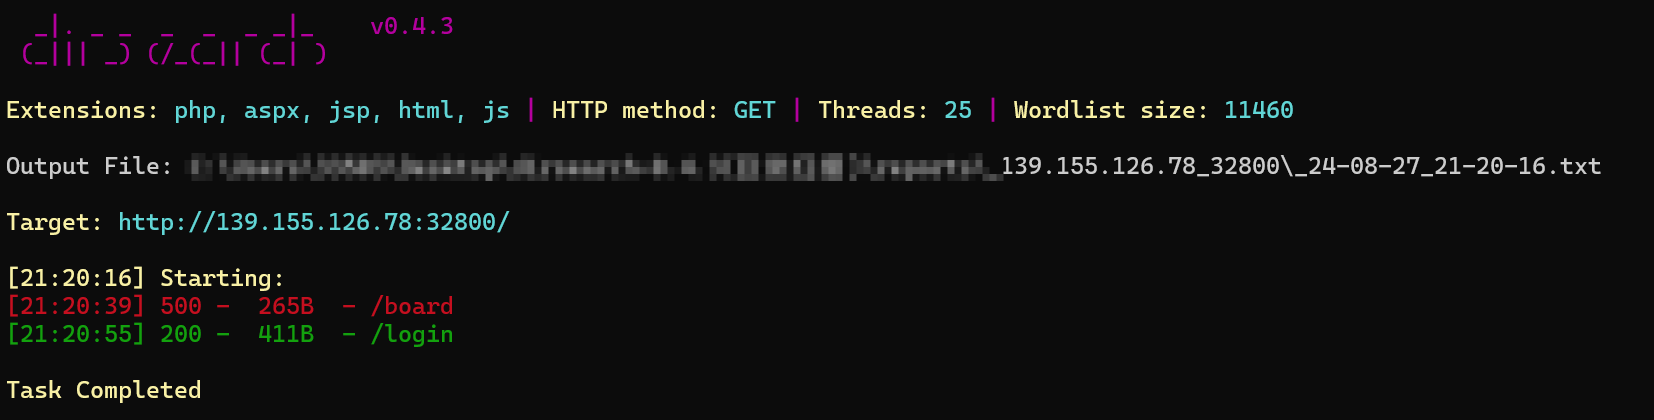 _|. _ _  _  _  _ _|_    v0.4.3
(_||| _) (/_(_|| (_| )
Extensions: php, aspx, jsp, html, js | HTTP method: GET | Threads: 25 | Wordlist size: 11460
Output File: _139.155.126.78_32800\_24-08-27_21-20-16.txt
Target: http://139.155.126.78:32800/
[21:20:16] Starting:
[21:20:39] 500 -  265B  - /board
[21:20:55] 200 -  411B  - /login
Task Completed